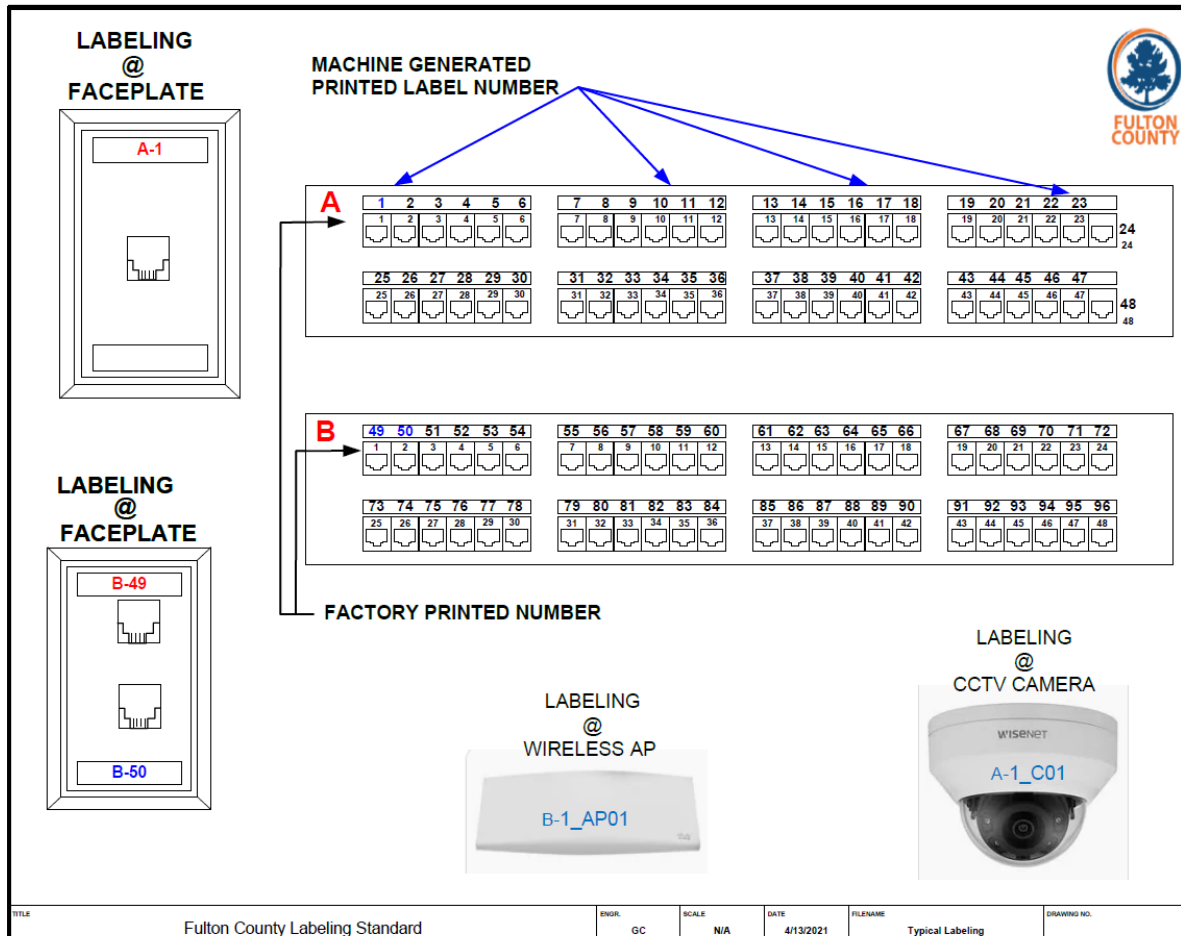 LABELING
@
FACEPLATE
A-1
MACHINE GENERATED
PRINTED LABEL NUMBER
FULTON
COUNTY
A
1 2 3 4 5 6 7 8 9 10 11 12 13 14 15 16 17 18 19 20 21 22 23
1 2 3 4 5 6 7 8 9 10 11 12 13 14 15 16 17 18 19 20 21 22 23
24
24
25 26 27 28 29 30 31 32 33 34 35 36 37 38 39 40 41 42 43 44 45 46 47
25 26 27 28 29 30 31 32 33 34 35 36 37 38 39 40 41 42 43 44 45 46 47
48
48
B
49 50 51 52 53 54 55 56 57 58 59 60 61 62 63 64 65 66 67 68 69 70 71 72
1 2 3 4 5 6 7 8 9 10 11 12 13 14 15 16 17 18 19 20 21 22 23 24
73 74 75 76 77 78 79 80 81 82 83 84 85 86 87 88 89 90 91 92 93 94 95 96
25 26 27 28 29 30 31 32 33 34 35 36 37 38 39 40 41 42 43 44 45 46 47 48
LABELING
@
FACEPLATE
B-49
B-50
FACTORY PRINTED NUMBER
LABELING
@
WIRELESS AP
B-1_AP01
LABELING
@
CCTV CAMERA
WISENET
A-1_C01
TITLE
Fulton County Labeling Standard
ENGR.
GC
SCALE
N/A
DATE
4/13/2021
FILENAME
Typical Labeling
DRAWING NO.